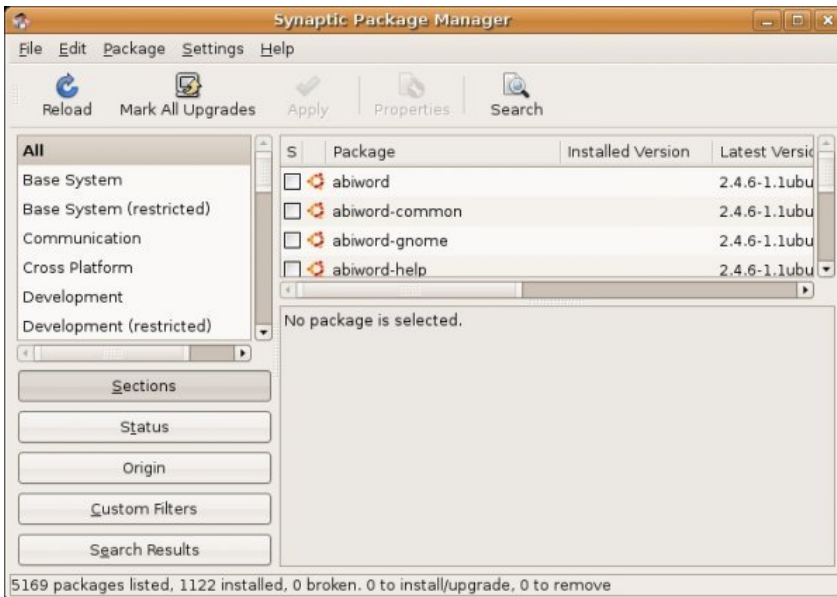 Synaptic Package Manager
File Edit Package Settings Help
Reload Mark All Upgrades Apply Properties Search
All
Base System
Base System (restricted)
Communication
Cross Platform
Development
Development (restricted)
S Package Installed Version Latest Versio
abiword 2.4.6-1.1ubu
abiword-common 2.4.6-1.1ubu
abiword-gnome 2.4.6-1.1ubu
abiword-help 2.4.6-1.1ubu
No package is selected.
Sections
Status
Origin
Custom Filters
Search Results
5169 packages listed, 1122 installed, 0 broken. 0 to install/upgrade, 0 to remove